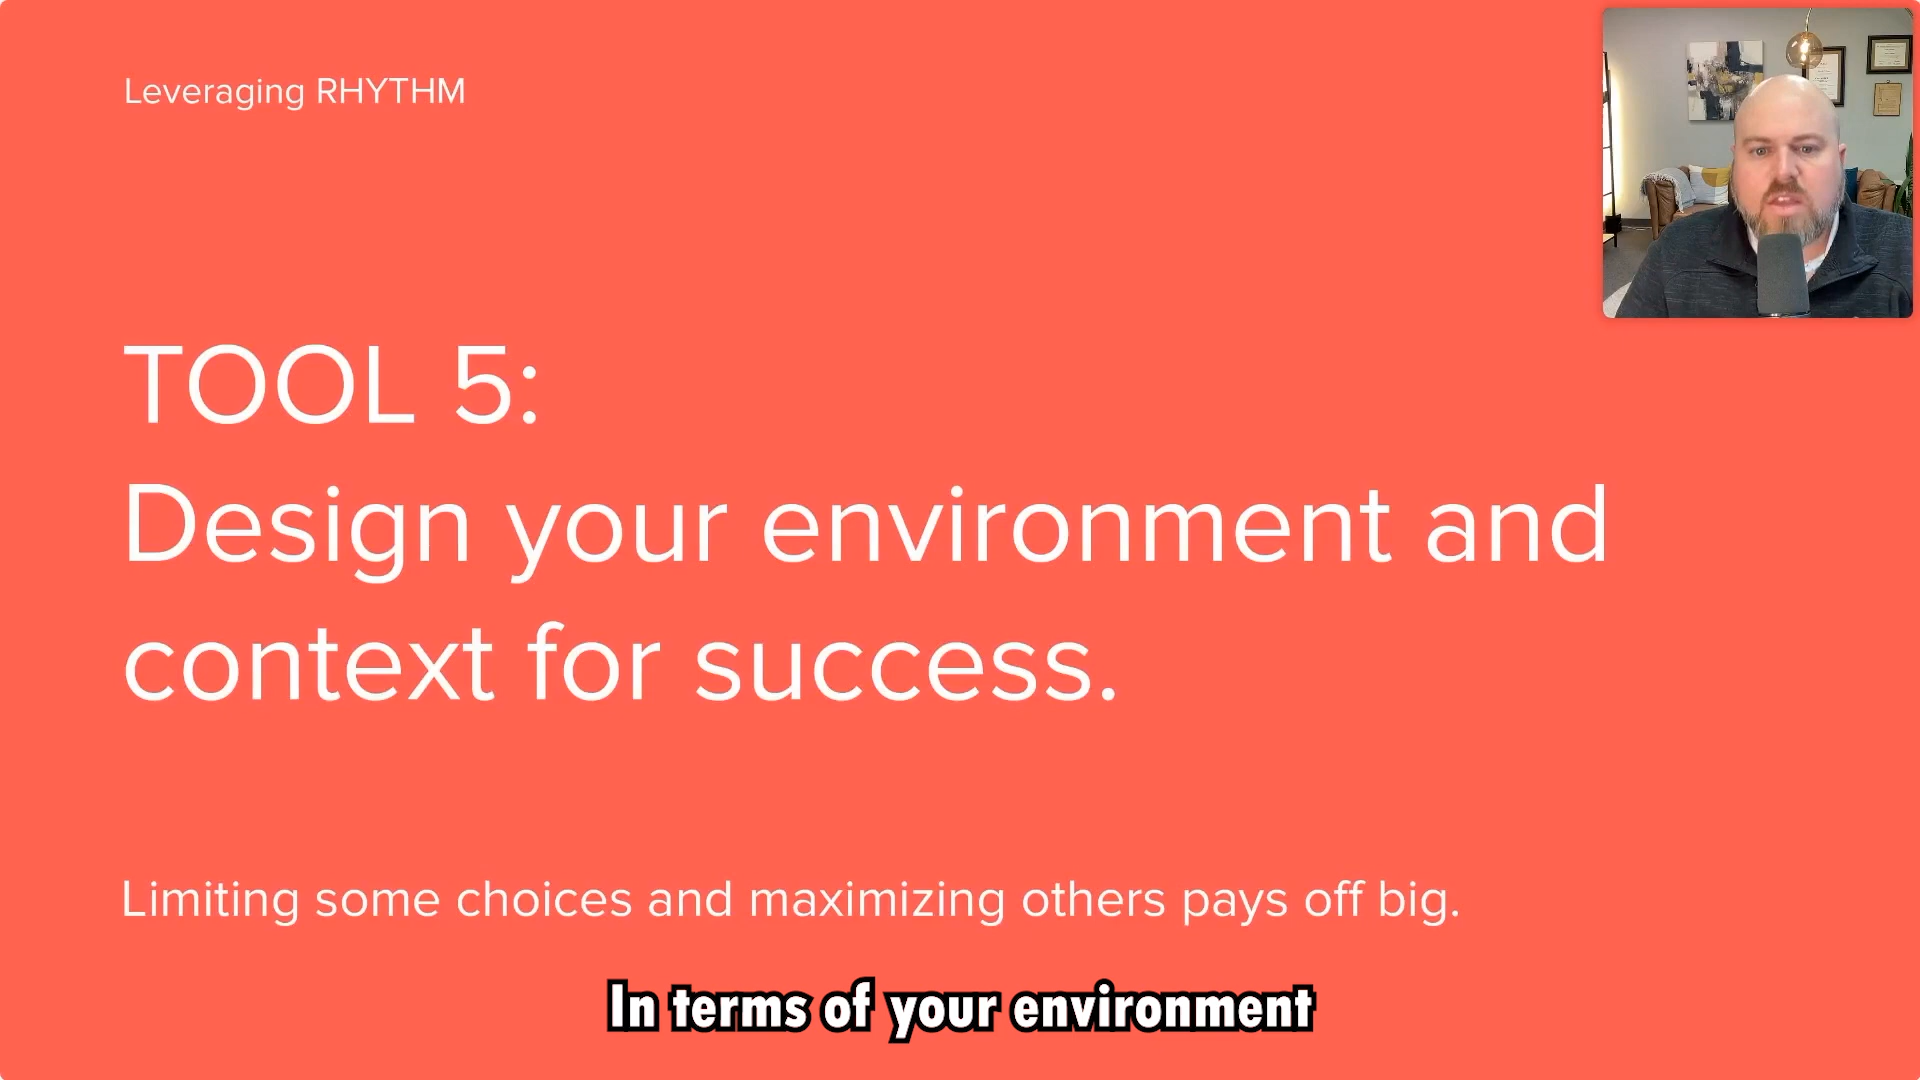 Leveraging RHYTHM
TOOL 5:
Design your environment and
context for success.
Limiting some choices and maximizing others pays off big.
In terms of your environment